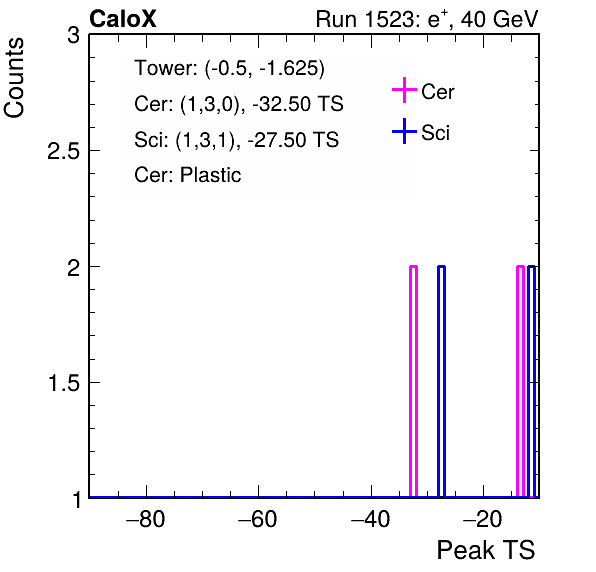 CaloX Run 1523: e⁺, 40 GeV
Counts
Tower: (-0.5, -1.625)
Cer: (1,3,0), -32.50 TS
Sci: (1,3,1), -27.50 TS
Cer: Plastic
Cer
Sci
3
2.5
2
1.5
1
−80 −60 −40 −20
Peak TS